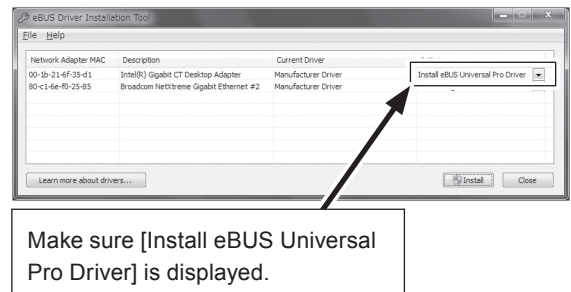 eBUS Driver Installation Tool
File Help
Network Adapter MAC Description Current Driver
00-1b-21-6f-35-d1 Intel(R) Gigabit CT Desktop Adapter Manufacturer Driver Install eBUS Universal Pro Driver
80-c1-6e-f0-25-85 Broadcom NetXtreme Gigabit Ethernet #2 Manufacturer Driver
Learn more about drivers... Install Close
Make sure [Install eBUS Universal
Pro Driver] is displayed.